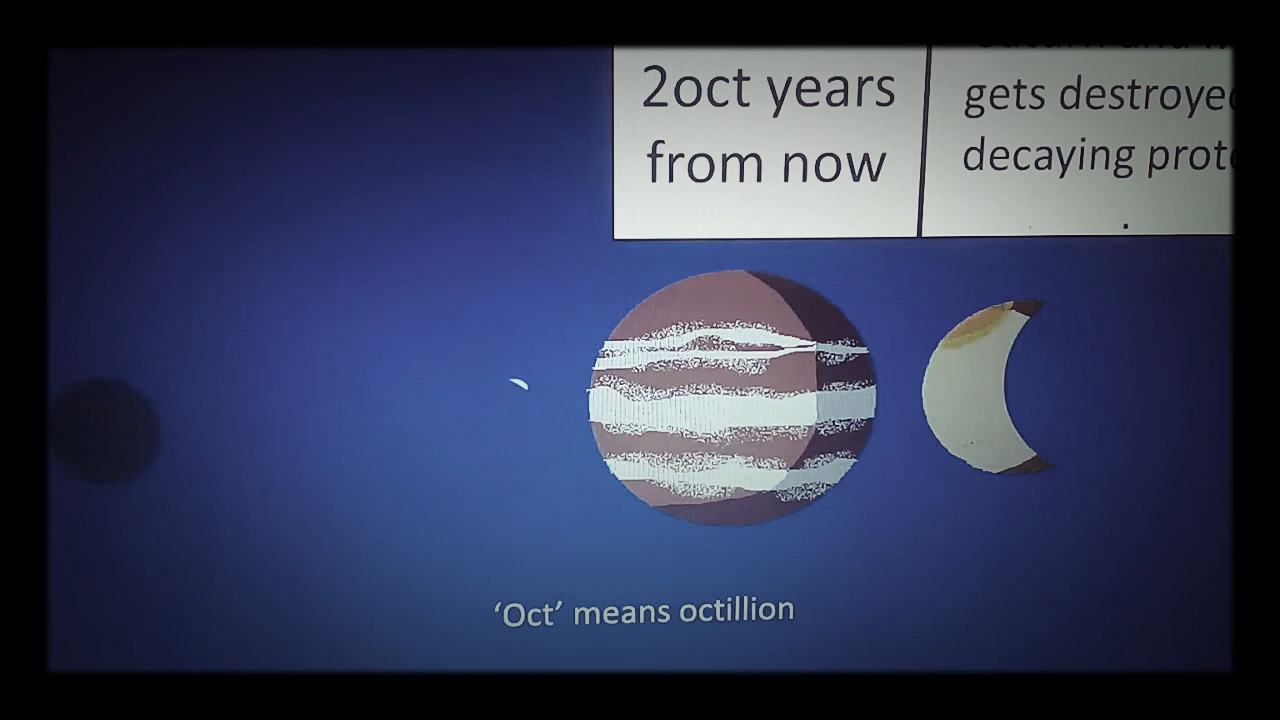 2oct years
from now
gets destroye
decaying prot
‘Oct’ means octillion